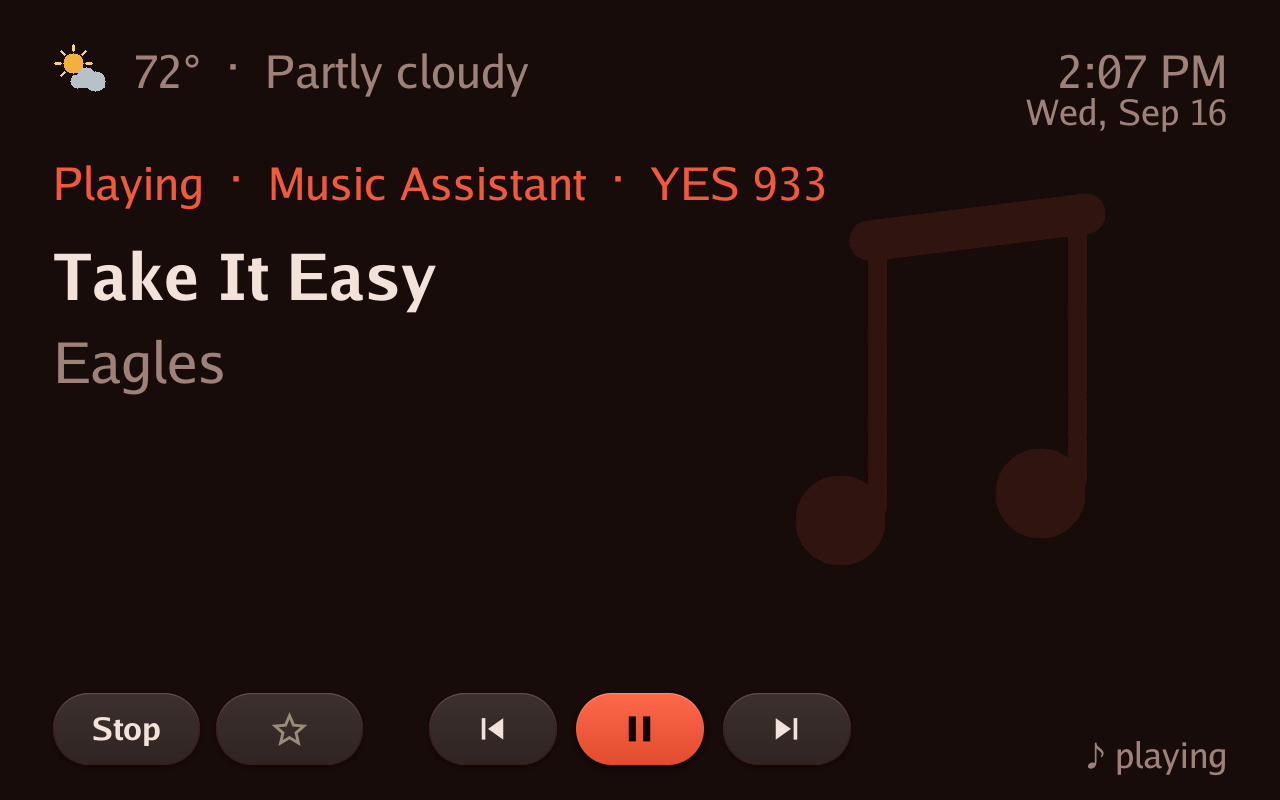 72° · Partly cloudy
2:07 PM
Wed, Sep 16
Playing · Music Assistant · YES 933
Take It Easy
Eagles
Stop
♪ playing